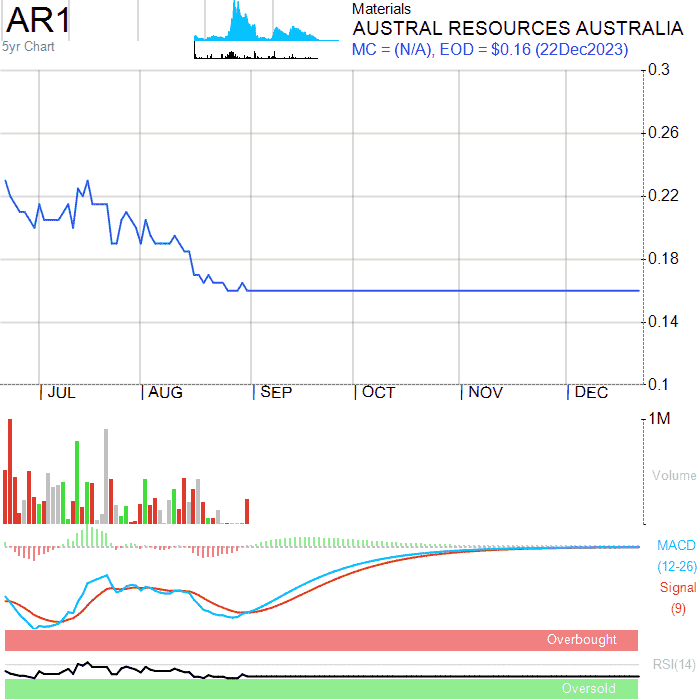 AR1
5yr Chart
Materials
AUSTRAL RESOURCES AUSTRALIA
MC = (N/A), EOD = $0.16 (22Dec2023)
0.3
0.26
0.22
0.18
0.14
0.1
JUL AUG SEP OCT NOV DEC
1M
Volume
MACD
(12-26)
Signal
(9)
Overbought
RSI(14)
Oversold